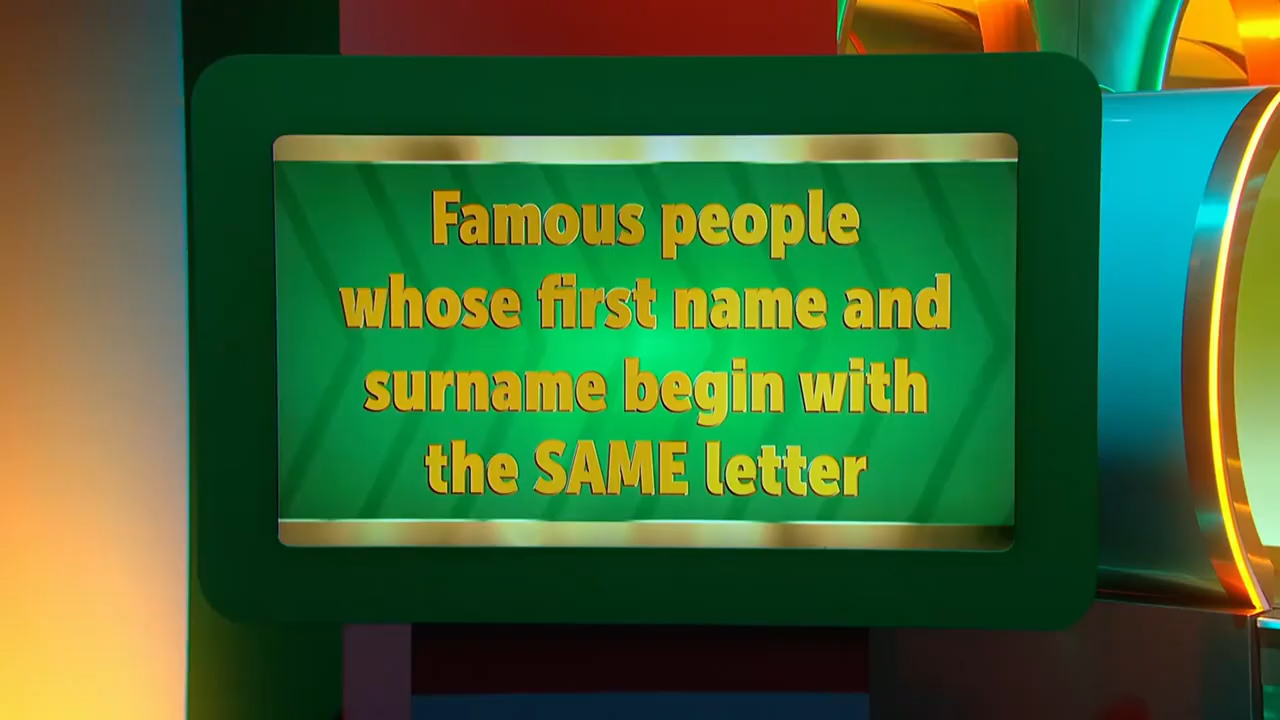 Famous people
whose first name and
surname begin with
the SAME letter